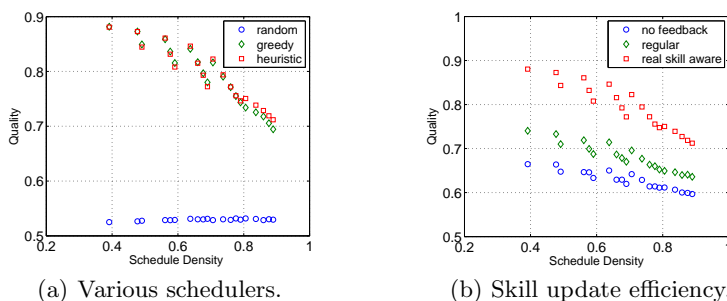 0.9
0.8
0.7
0.6
0.5
Quality
0.2
0.4
0.6
0.8
1
Schedule Density
random
greedy
heuristic
(a) Various schedulers.
1
0.9
0.8
0.7
0.6
0.5
Quality
0.2
0.4
0.6
0.8
1
Schedule Density
no feedback
regular
real skill aware
(b) Skill update efficiency.